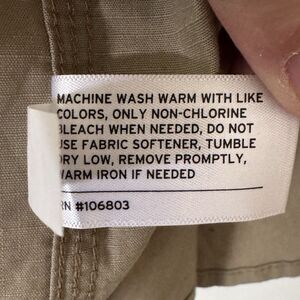 MACHINE WASH WARM WITH LIKE
COLORS, ONLY NON-CHLORINE
BLEACH WHEN NEEDED, DO NOT
USE FABRIC SOFTENER, TUMBLE
DRY LOW, REMOVE PROMPTLY,
WARM IRON IF NEEDED
RN #106803